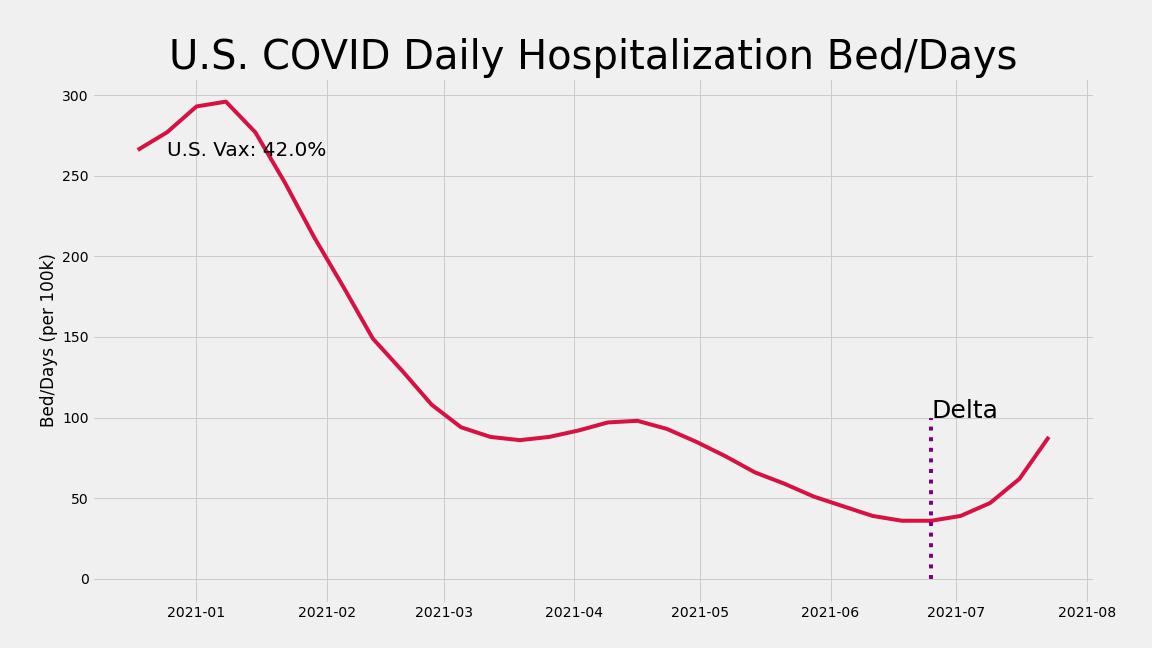 U.S. COVID Daily Hospitalization Bed/Days
300
U.S. Vax: 42.0%
250
200
Bed/Days (per 100k)
150
100
Delta
50
0
2021-01 2021-02 2021-03 2021-04 2021-05 2021-06 2021-07 2021-08